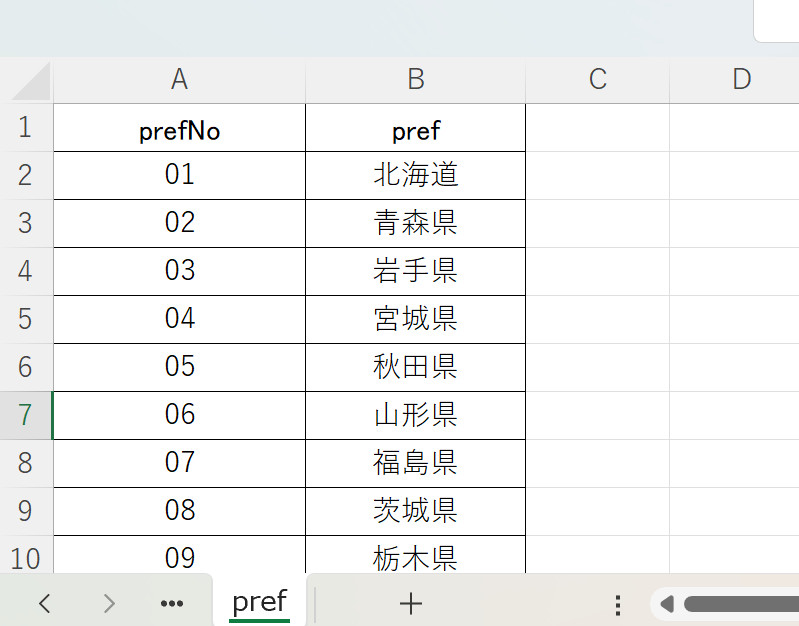 A B C D
1 prefNo pref
2 01 北海道
3 02 青森県
4 03 岩手県
5 04 宮城県
6 05 秋田県
7 06 山形県
8 07 福島県
9 08 茨城県
10 09 栃木県
pref